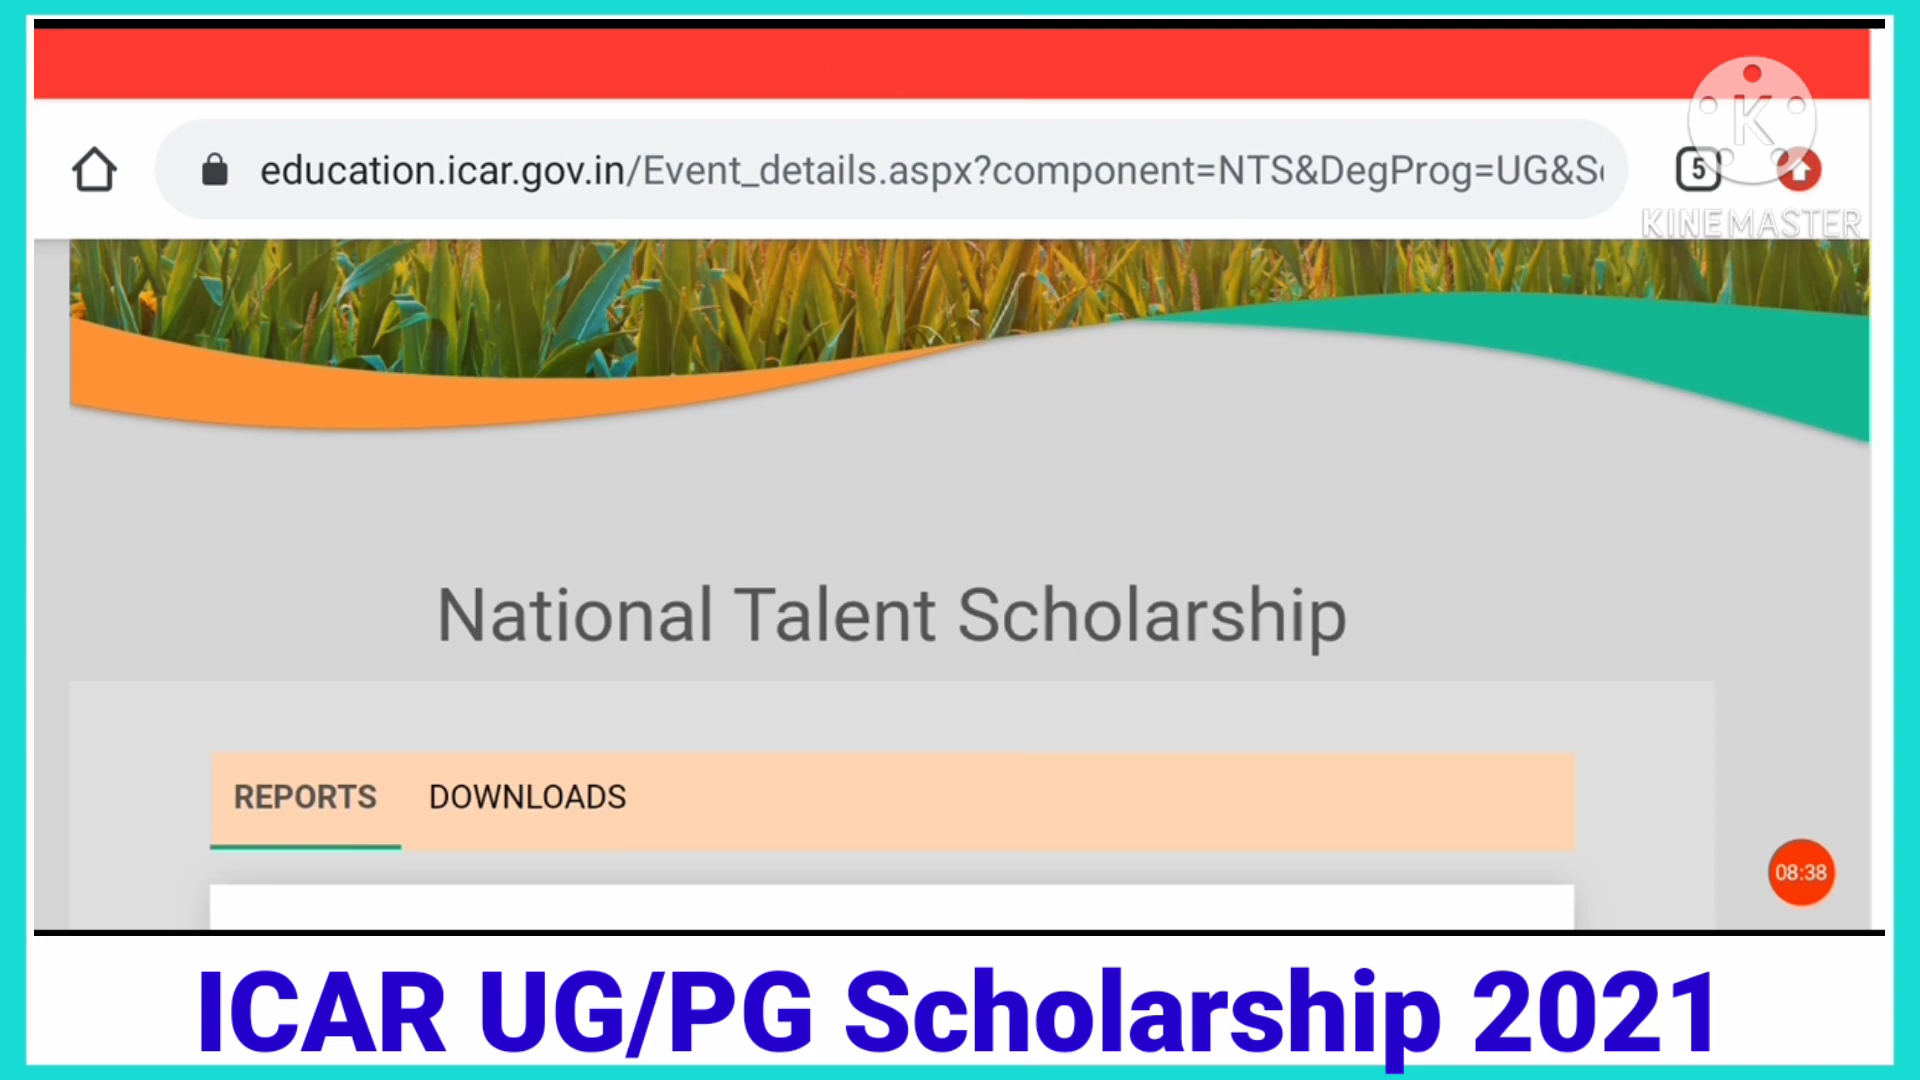 education.icar.gov.in/Event_details.aspx?component=NTS&DegProg=UG&S
5
K
KINEMASTER
National Talent Scholarship
REPORTS DOWNLOADS
08:38
ICAR UG/PG Scholarship 2021